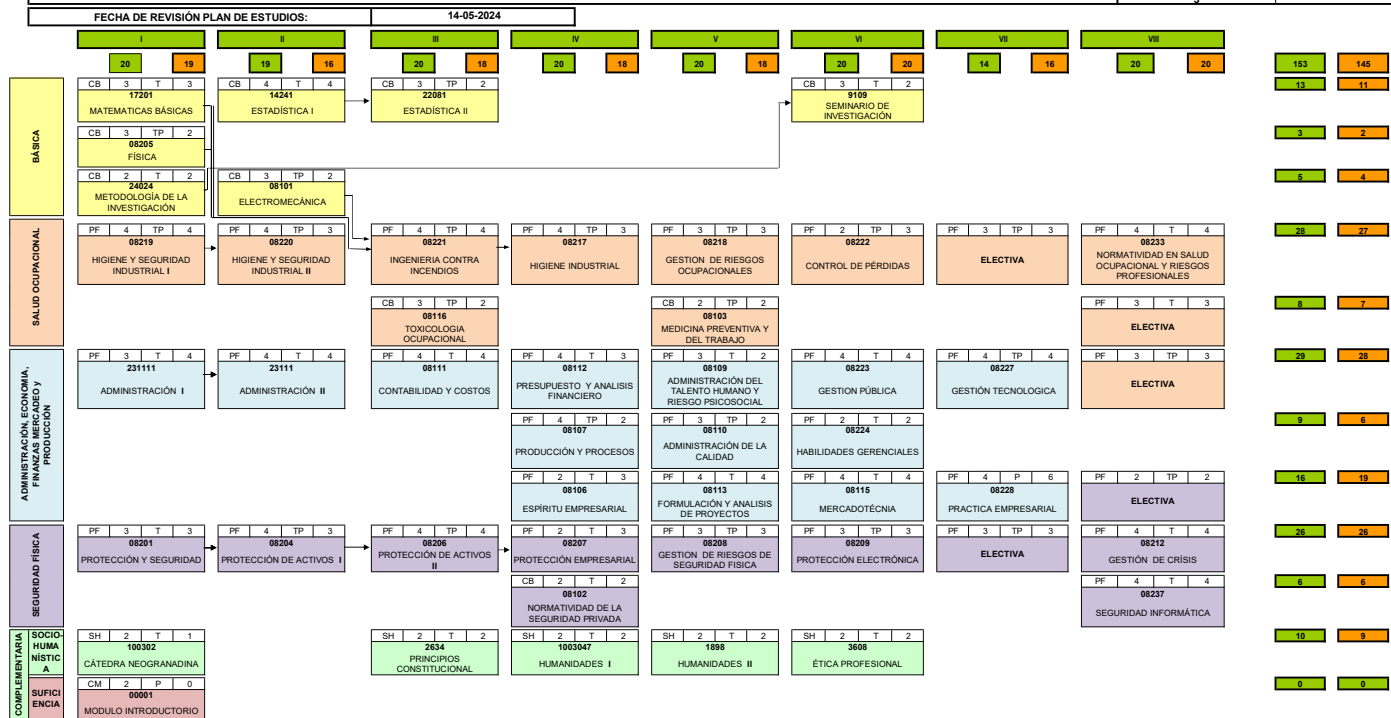 FECHA DE REVISIÓN PLAN DE ESTUDIOS: 14-05-2024
I II III IV V VI VII VIII
20 19 19 16 20 18 20 18 20 18 20 20 14 16 20 20 153 145
BÁSICA
CB 3 T 3 CB 4 T 4 CB 3 TP 2 CB 3 T 2 13 11
17201 14241 22081 9109
MATEMATICAS BÁSICAS ESTADÍSTICA I ESTADÍSTICA II SEMINARIO DE
INVESTIGACIÓN
CB 3 TP 2 3 2
08205
FÍSICA
CB 2 T 2 CB 3 TP 2 5 4
24024 08101
METODOLOGÍA DE LA ELECTROMECÁNICA
INVESTIGACIÓN
SALUD OCUPACIONAL
PF 4 TP 4 PF 4 TP 3 PF 4 TP 4 PF 4 TP 3 PF 4 TP 3 PF 2 TP 3 PF 3 TP 3 PF 4 T 4 28 27
08219 08220 08221 08217 08218 08222 ELECTIVA 08233
HIGIENE Y SEGURIDAD HIGIENE Y SEGURIDAD INGENIERIA CONTRA HIGIENE INDUSTRIAL GESTION DE RIESGOS CONTROL DE PÉRDIDAS NORMATIVIDAD EN SALUD
INDUSTRIAL I INDUSTRIAL II INCENDIOS OCUPACIONALES OCUPACIONAL Y RIESGOS
PROFESIONALES
CB 3 TP 2 CB 2 TP 2 PF 3 T 3 8 7
08116 08103 ELECTIVA
TOXICOLOGIA MEDICINA PREVENTIVA Y
OCUPACIONAL DEL TRABAJO
ADMINISTRACIÓN, ECONOMIA,
FINANZAS MERCADEO y
PRODUCCIÓN
PF 3 T 4 PF 4 T 4 PF 4 T 4 PF 4 T 3 PF 3 T 2 PF 4 T 4 PF 4 TP 4 PF 3 TP 3 29 28
231111 23111 08111 08112 08109 08223 08227 ELECTIVA
ADMINISTRACIÓN I ADMINISTRACIÓN II CONTABILIDAD Y COSTOS PRESUPUESTO Y ANALISIS ADMINISTRACIÓN DEL GESTION PÚBLICA GESTIÓN TECNOLOGICA
FINANCIERO TALENTO HUMANO Y
RIESGO PSICOSOCIAL
PF 4 TP 2 PF 3 TP 2 PF 2 T 2 9 6
08107 08110 08224
PRODUCCIÓN Y PROCESOS ADMINISTRACIÓN DE LA HABILIDADES GERENCIALES
CALIDAD
PF 2 T 3 PF 4 T 4 PF 4 T 4 PF 4 P 6 PF 2 TP 2 16 19
08106 08113 08115 08228 ELECTIVA
ESPÍRITU EMPRESARIAL FORMULACIÓN Y ANALISIS MERCADOTÉCNIA PRACTICA EMPRESARIAL
DE PROYECTOS
SEGURIDAD FÍSICA
PF 3 T 3 PF 4 TP 3 PF 4 TP 4 PF 2 T 3 PF 4 TP 3 PF 3 TP 3 PF 3 TP 3 PF 3 T 4 26 26
08201 08204 08206 08207 08208 08209 ELECTIVA 08212
PROTECCIÓN Y SEGURIDAD PROTECCIÓN DE ACTIVOS I PROTECCIÓN DE ACTIVOS PROTECCIÓN EMPRESARIAL GESTION DE RIESGOS DE PROTECCIÓN ELECTRÓNICA GESTIÓN DE CRÍSIS
II SEGURIDAD FISICA
CB 2 T 2 PF 4 T 4 6 6
08102 08237
NORMATIVIDAD DE LA SEGURIDAD INFORMÁTICA
SEGURIDAD PRIVADA
COMPLEMENTARIA
SOCIO-
HUMA
NÍSTIC
A
SH 2 T 1 SH 2 T 2 SH 2 T 2 SH 2 T 2 SH 2 T 2 10 9
100302 2634 1003047 1898 3608
CÁTEDRA NEOGRANADINA PRINCIPIOS HUMANIDADES I HUMANIDADES II ÉTICA PROFESIONAL
CONSTITUCIONAL
SUFICI
ENCIA
CM 2 P 0 0 0
00001
MODULO INTRODUCTORIO